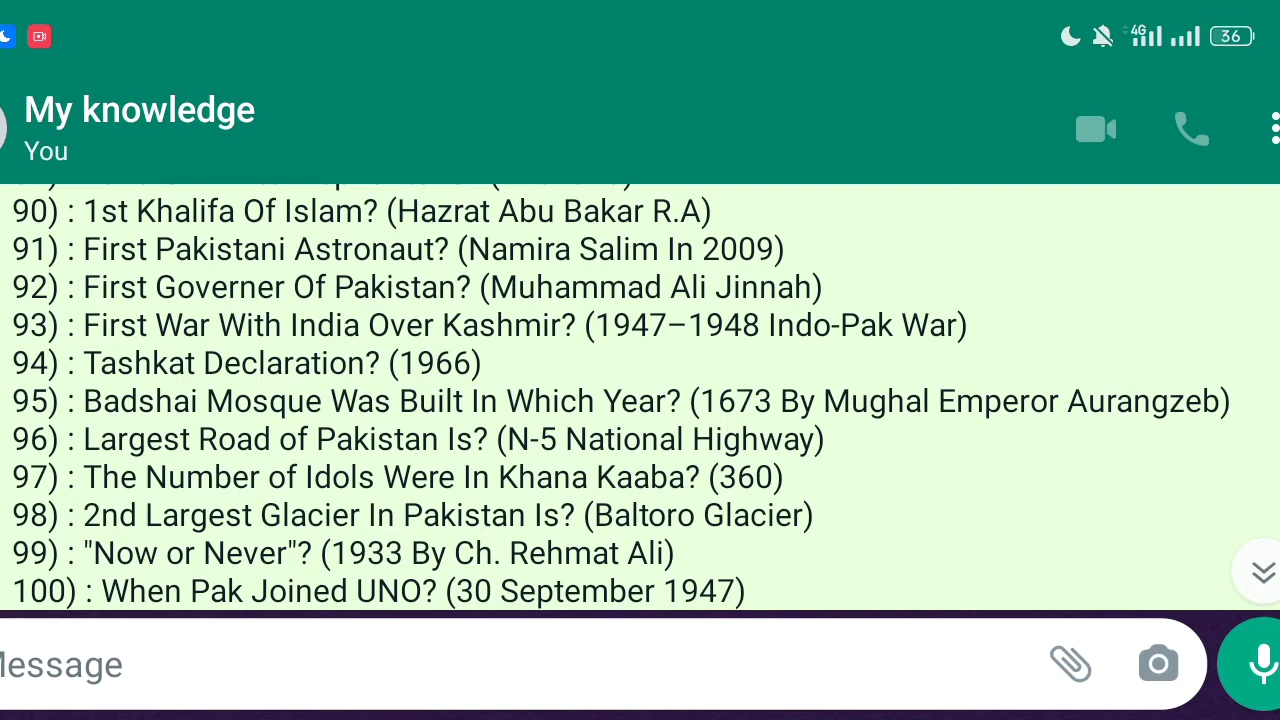 4G
36
My knowledge
You
90) : 1st Khalifa Of Islam? (Hazrat Abu Bakar R.A)
91) : First Pakistani Astronaut? (Namira Salim In 2009)
92) : First Governer Of Pakistan? (Muhammad Ali Jinnah)
93) : First War With India Over Kashmir? (1947–1948 Indo-Pak War)
94) : Tashkat Declaration? (1966)
95) : Badshai Mosque Was Built In Which Year? (1673 By Mughal Emperor Aurangzeb)
96) : Largest Road of Pakistan Is? (N-5 National Highway)
97) : The Number of Idols Were In Khana Kaaba? (360)
98) : 2nd Largest Glacier In Pakistan Is? (Baltoro Glacier)
99) : "Now or Never"? (1933 By Ch. Rehmat Ali)
100) : When Pak Joined UNO? (30 September 1947)
Message